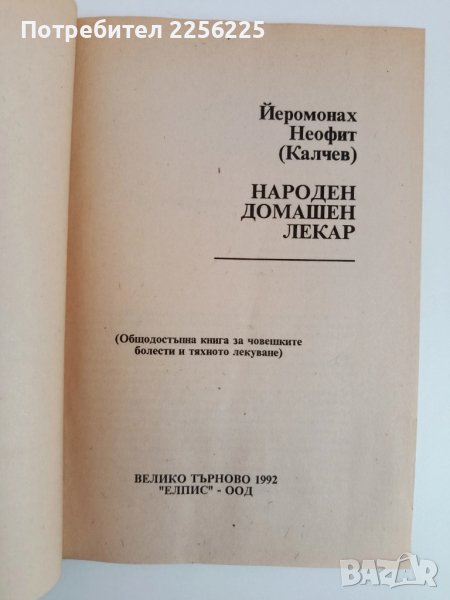 Потребител 2256225
Йеромонах
Неофит
(Калчев)
НАРОДЕН
ДОМАШЕН
ЛЕКАР
(Общодостъпна книга за човешките
болести и тяхното лекуване)
ВЕЛИКО ТЪРНОВО 1992
"ЕЛПИС" - ООД
BAZAR